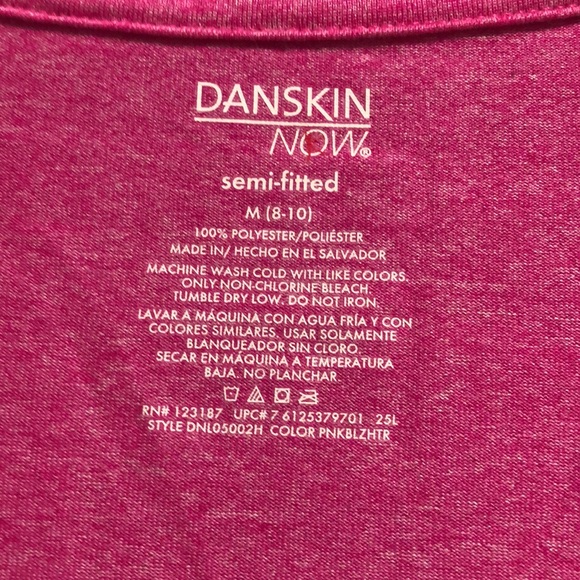 DANSKIN
NOW®
semi-fitted
M (8-10)
100% POLYESTER/POLIÉSTER
MADE IN/ HECHO EN EL SALVADOR
MACHINE WASH COLD WITH LIKE COLORS.
ONLY NON-CHLORINE BLEACH.
TUMBLE DRY LOW. DO NOT IRON.
LAVAR A MÁQUINA CON AGUA FRÍA Y CON
COLORES SIMILARES. USAR SOLAMENTE
BLANQUEADOR SIN CLORO.
SECAR EN MÁQUINA A TEMPERATURA
BAJA. NO PLANCHAR.
RN# 123187 UPC# 7 6125379701 25L
STYLE DNL05002H COLOR PNKBLZHTR